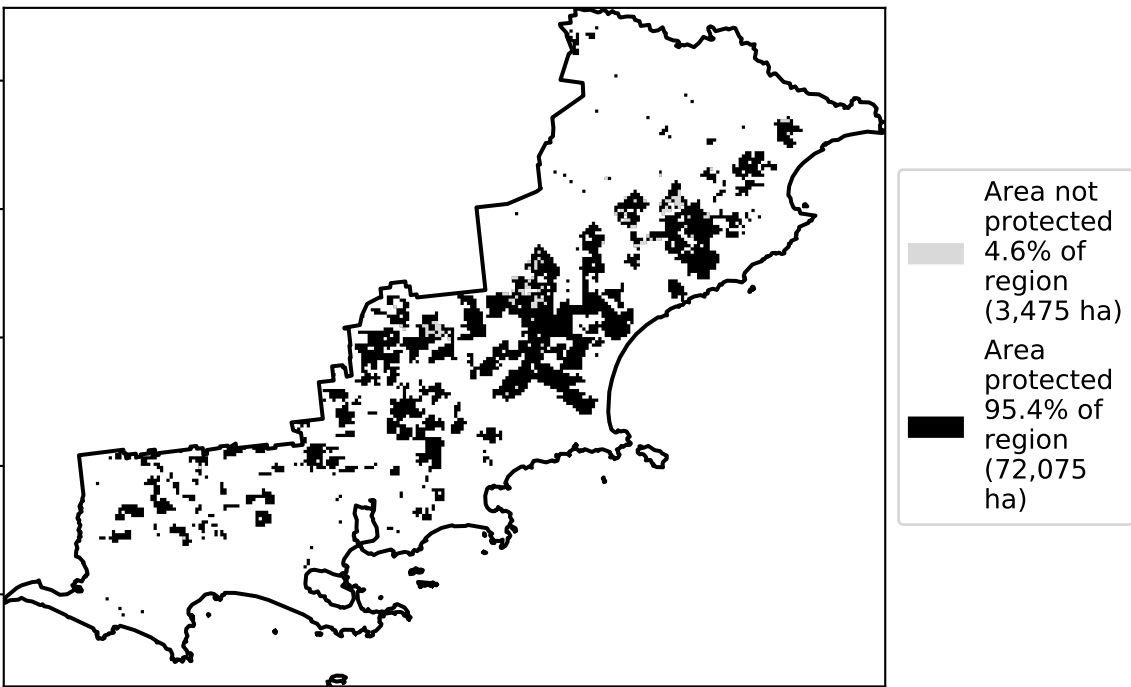 Area not
protected
4.6% of
region
(3,475 ha)
Area
protected
95.4% of
region
(72,075
ha)